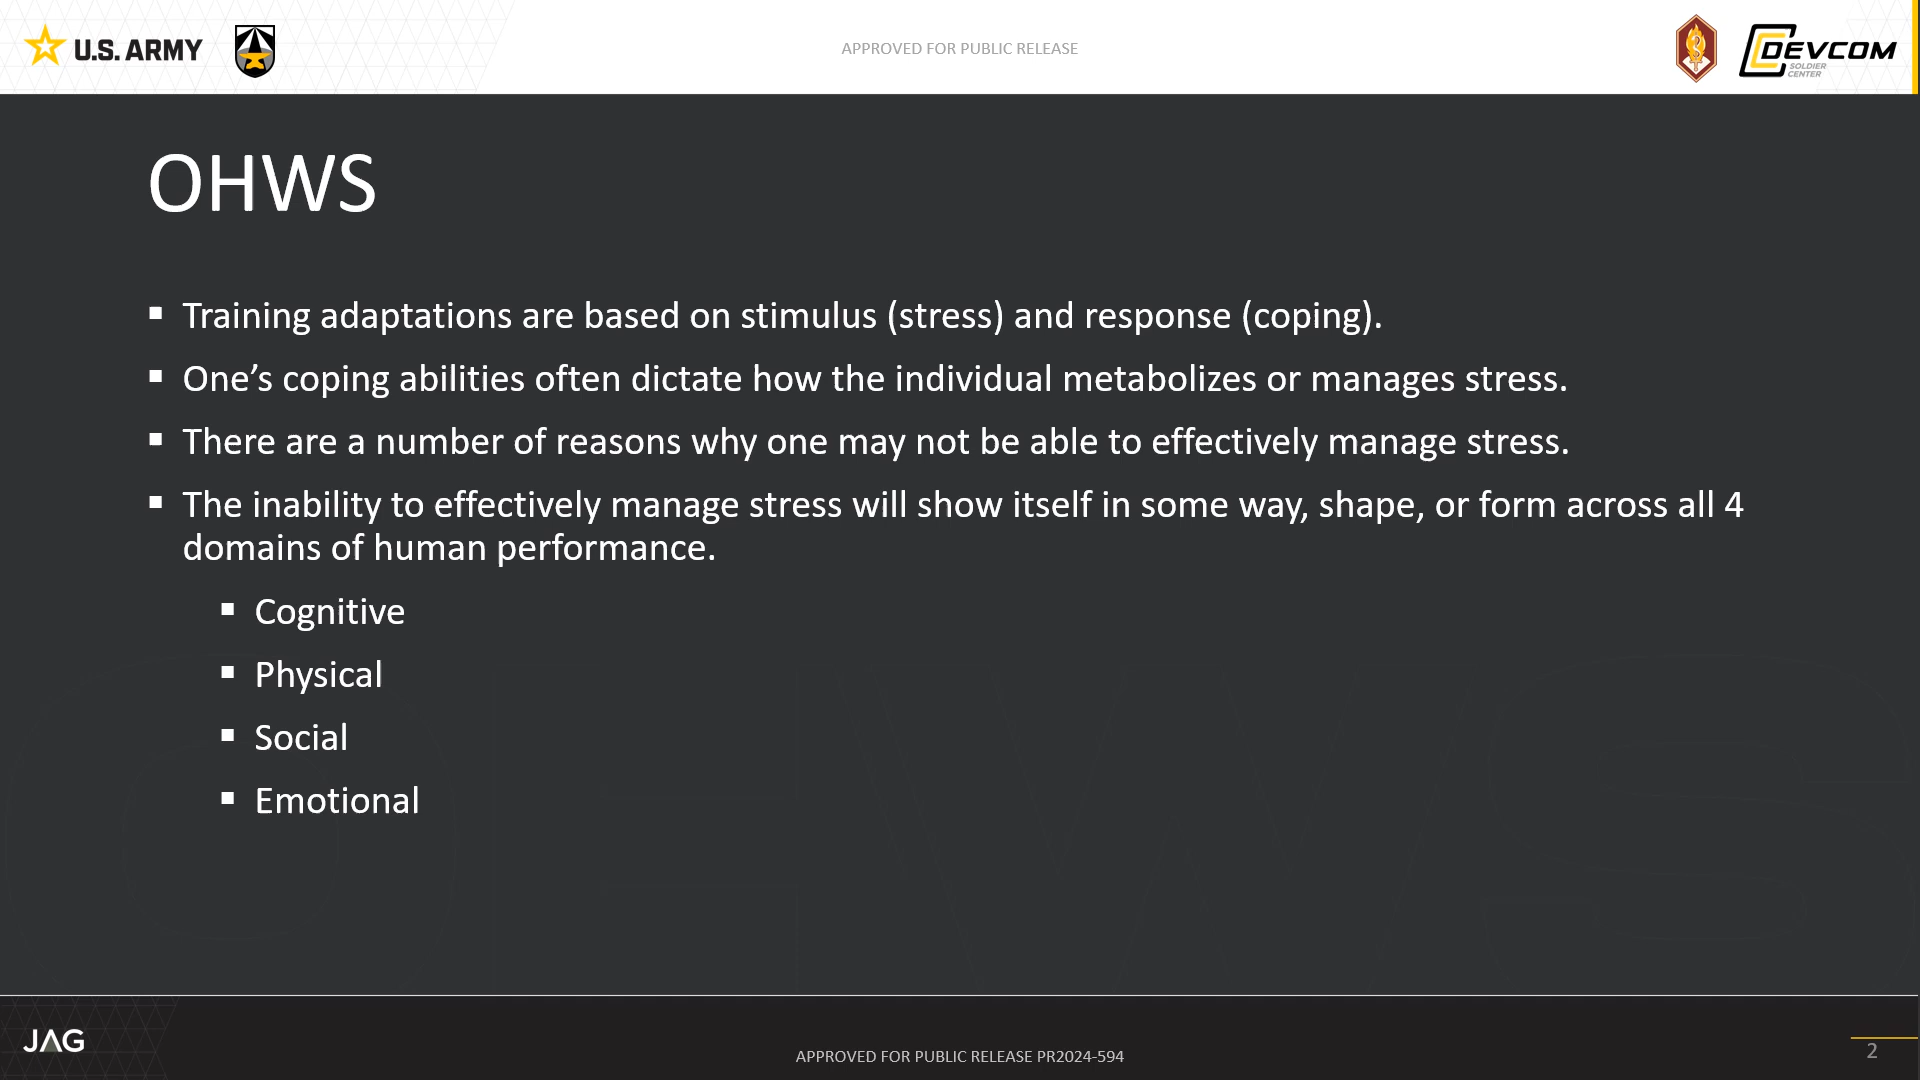 U.S. ARMY
APPROVED FOR PUBLIC RELEASE
DEVCOM
SOLDIER
CENTER
OHWS
▪ Training adaptations are based on stimulus (stress) and response (coping).
▪ One’s coping abilities often dictate how the individual metabolizes or manages stress.
▪ There are a number of reasons why one may not be able to effectively manage stress.
▪ The inability to effectively manage stress will show itself in some way, shape, or form across all 4
domains of human performance.
▪ Cognitive
▪ Physical
▪ Social
▪ Emotional
JAG
APPROVED FOR PUBLIC RELEASE PR2024-594
2